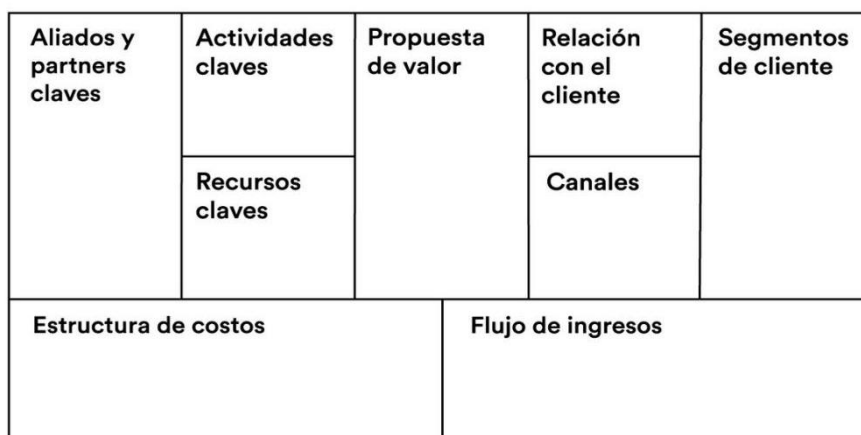 Aliados y
partners
claves
Actividades
claves
Recursos
claves
Propuesta
de valor
Relación
con el
cliente
Canales
Segmentos
de cliente
Estructura de costos
Flujo de ingresos